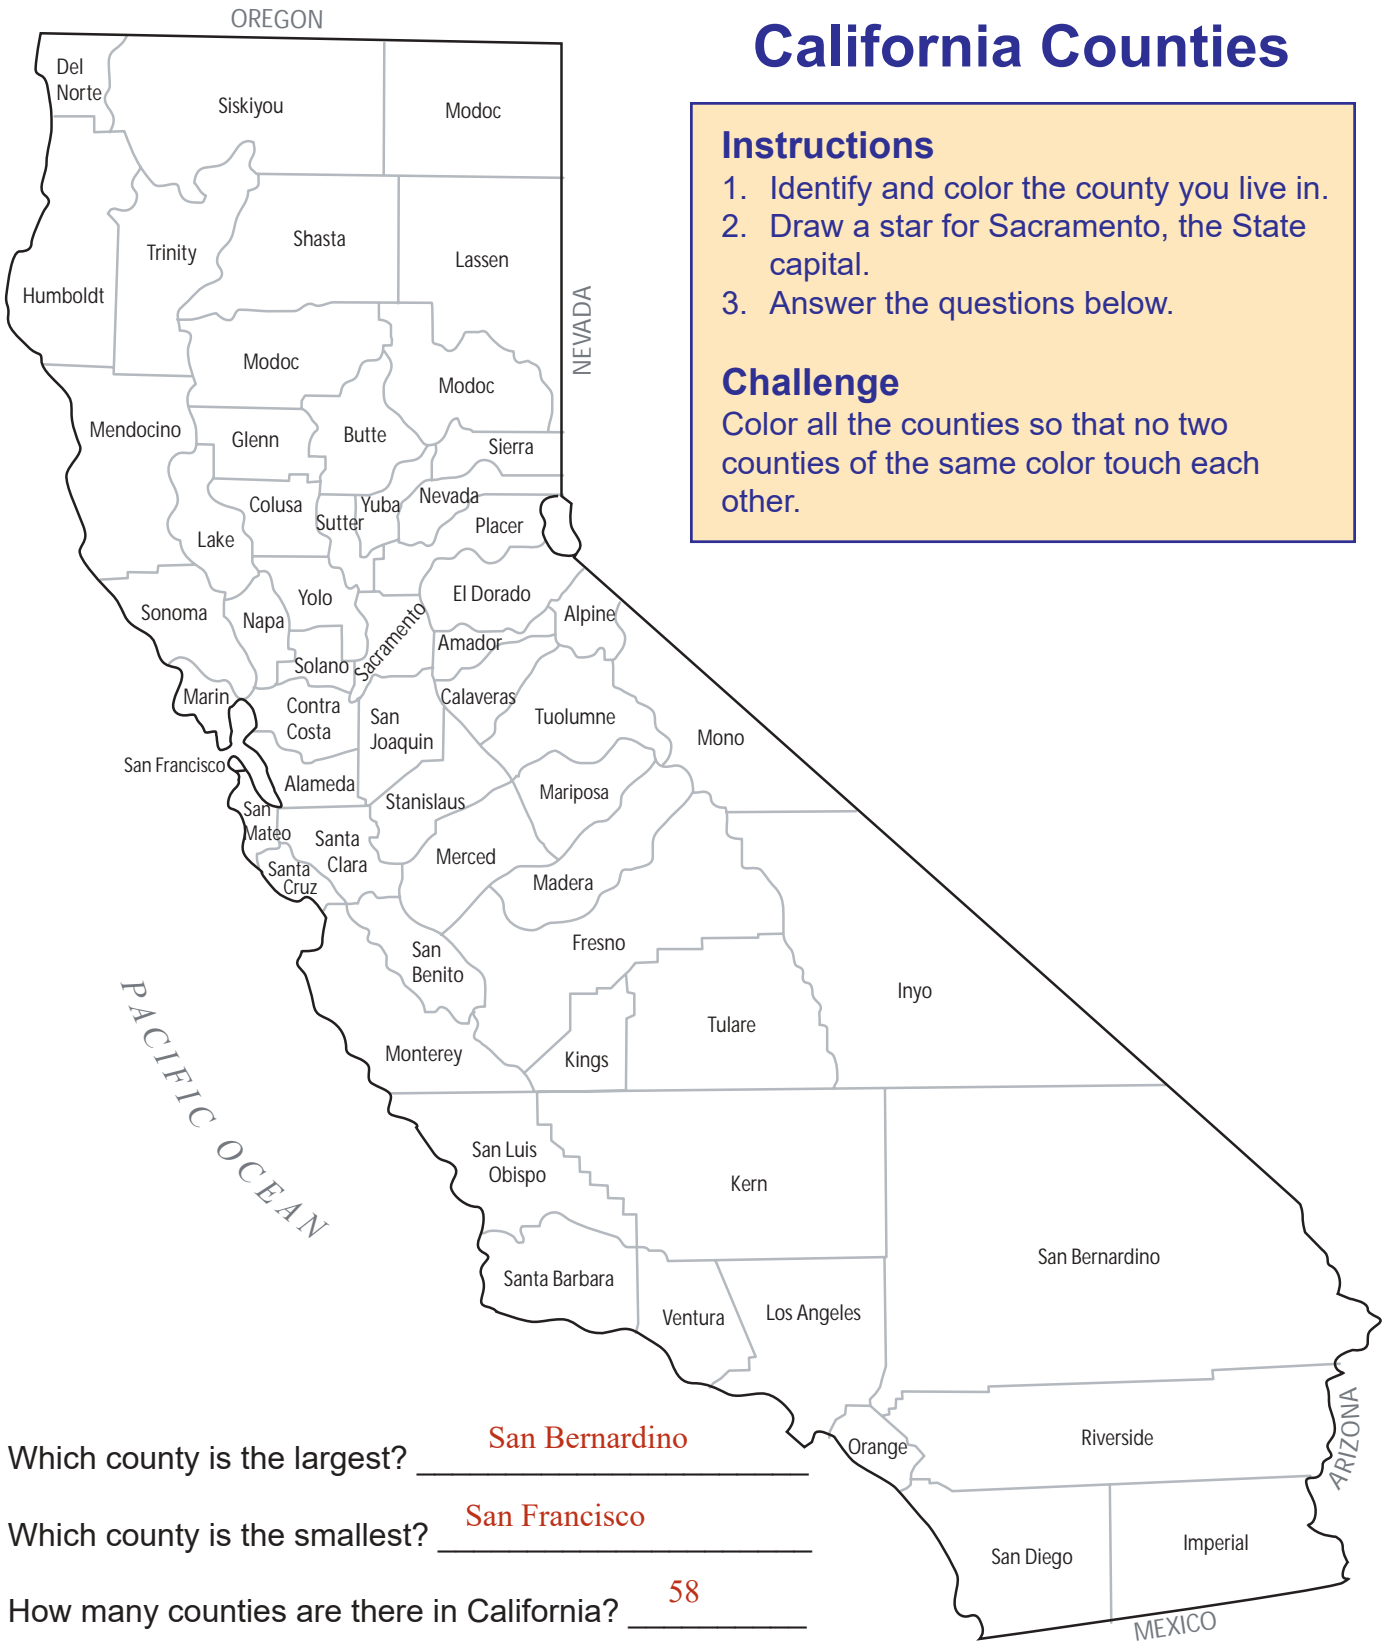 OREGON
California Counties
Instructions
1. Identify and color the county you live in.
2. Draw a star for Sacramento, the State
capital.
3. Answer the questions below.
Challenge
Color all the counties so that no two
counties of the same color touch each
other.
Del
Norte
Siskiyou
Modoc
Trinity
Shasta
Lassen
Humboldt
NEVADA
Modoc
Modoc
Mendocino
Glenn
Butte
Sierra
Colusa
Sutter
Yuba
Nevada
Placer
Lake
Sonoma
Napa
Yolo
Sacramento
El Dorado
Alpine
Amador
Solano
Marin
Contra
Costa
San
Joaquin
Calaveras
Tuolumne
Mono
San Francisco
Alameda
Stanislaus
Mariposa
San
Mateo
Santa
Clara
Merced
Santa
Cruz
Madera
San
Benito
Fresno
Inyo
PACIFIC OCEAN
Monterey
Kings
Tulare
San Luis
Obispo
Kern
San Bernardino
Santa Barbara
Ventura
Los Angeles
Orange
Riverside
ARIZONA
San Diego
Imperial
MEXICO
Which county is the largest? San Bernardino
Which county is the smallest? San Francisco
How many counties are there in California? 58